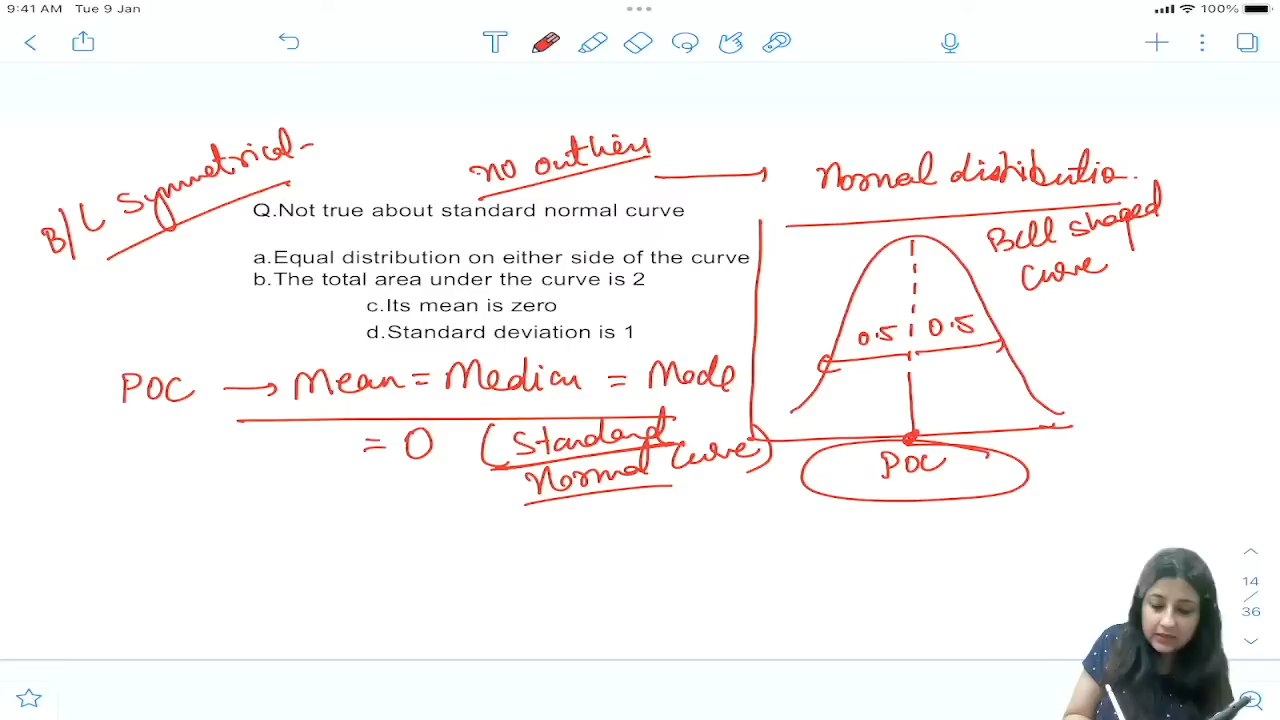 9:41 AM Tue 9 Jan
100%
T
B/L Symmetrical
no outliers
Normal distributio.
Bell shaped
curve
Q.Not true about standard normal curve
a.Equal distribution on either side of the curve
b.The total area under the curve is 2
c.Its mean is zero
d.Standard deviation is 1
0.5 0.5
POC → Mean = Median = Mode
= 0 (Standard
Normal curve)
POC
14
36